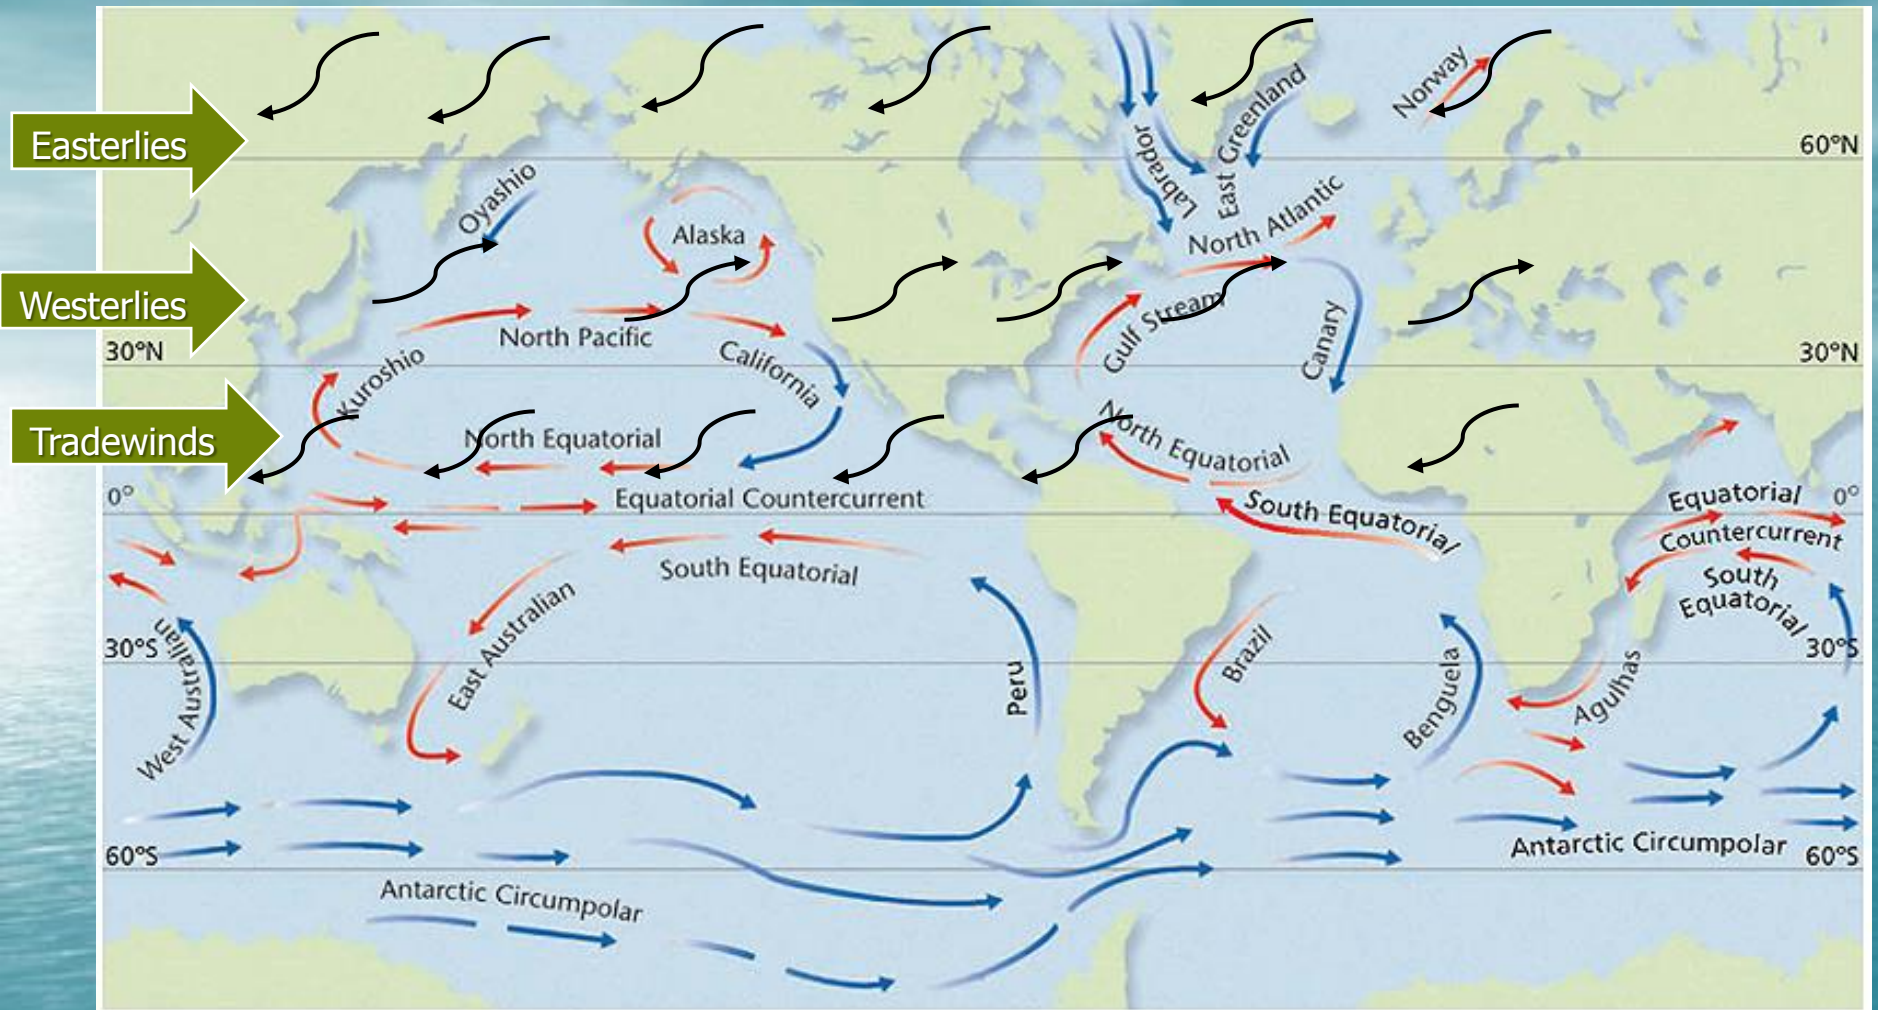 Easterlies
Westerlies
Tradewinds
Norway
East Greenland
Labrador
60°N
60°N
Oyashio
Alaska
North Atlantic
Gulf Stream
Canary
North Pacific
Kuroshio
California
30°N
30°N
North Equatorial
North Equatorial
0°
Equatorial Countercurrent
South Equatorial
Equatorial
Countercurrent
0°
South Equatorial
South
Equatorial
East Australian
West Australian
Peru
Brazil
Benguela
Agulhas
30°S
30°S
Antarctic Circumpolar
Antarctic Circumpolar
60°S
60°S